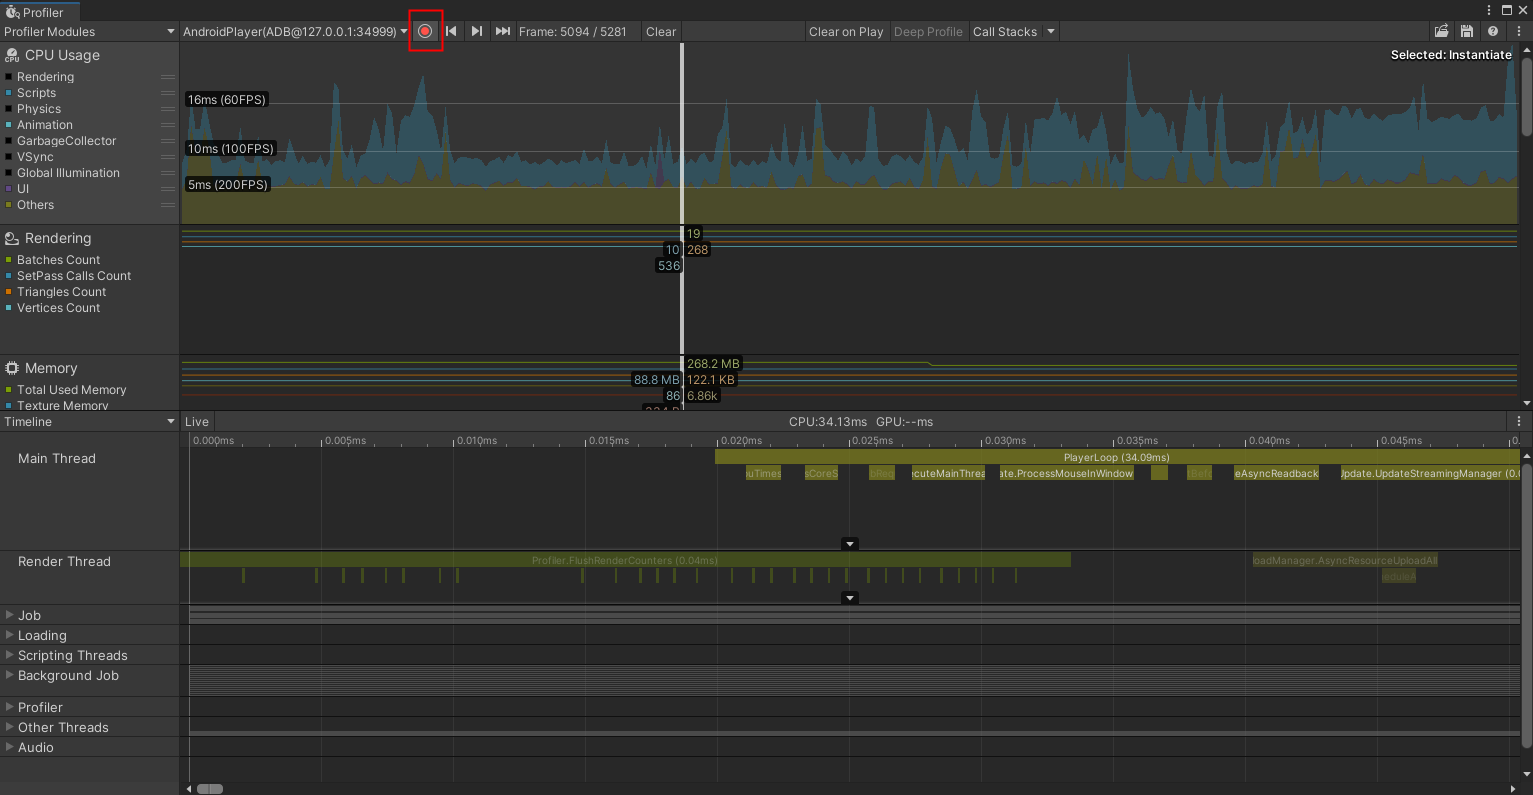 Profiler
Profiler Modules
AndroidPlayer(ADB@127.0.0.1:34999)
Frame: 5094 / 5281
Clear
Clear on Play
Deep Profile
Call Stacks
CPU Usage
Rendering
Scripts
Physics
Animation
GarbageCollector
VSync
Global Illumination
UI
Others
Selected: Instantiate
16ms (60FPS)
10ms (100FPS)
5ms (200FPS)
Rendering
Batches Count
SetPass Calls Count
Triangles Count
Vertices Count
19
10
268
536
Memory
Total Used Memory
Texture Memory
268.2 MB
88.8 MB
122.1 KB
86
6.86k
Timeline
Live
CPU:34.13ms GPU:--ms
0.000ms
0.005ms
0.010ms
0.015ms
0.020ms
0.025ms
0.030ms
0.035ms
0.040ms
0.045ms
Main Thread
PlayerLoop (34.09ms)
uTimes
sCoreS
ecuteMainThrea
ate.ProcessMouseInWindow
eAsyncReadback
Update.UpdateStreamingManager (0.0
Render Thread
Profiler.FlushRenderCounters (0.04ms)
oadManager.AsyncResourceUploadAll
Job
Loading
Scripting Threads
Background Job
Profiler
Other Threads
Audio